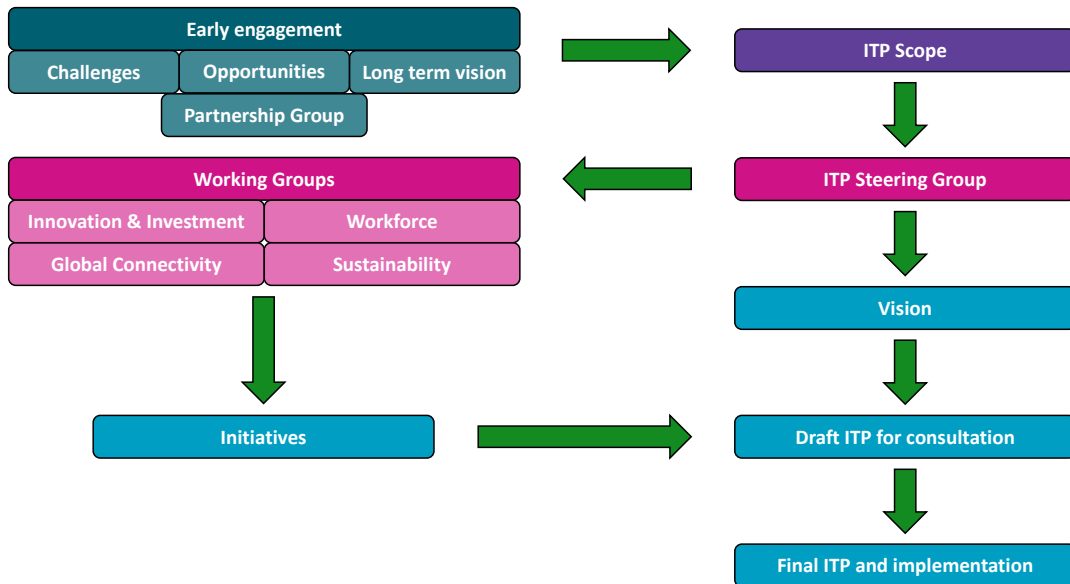 Early engagement
Challenges
Opportunities
Long term vision
Partnership Group
ITP Scope
Working Groups
Innovation & Investment
Workforce
Global Connectivity
Sustainability
ITP Steering Group
Vision
Initiatives
Draft ITP for consultation
Final ITP and implementation